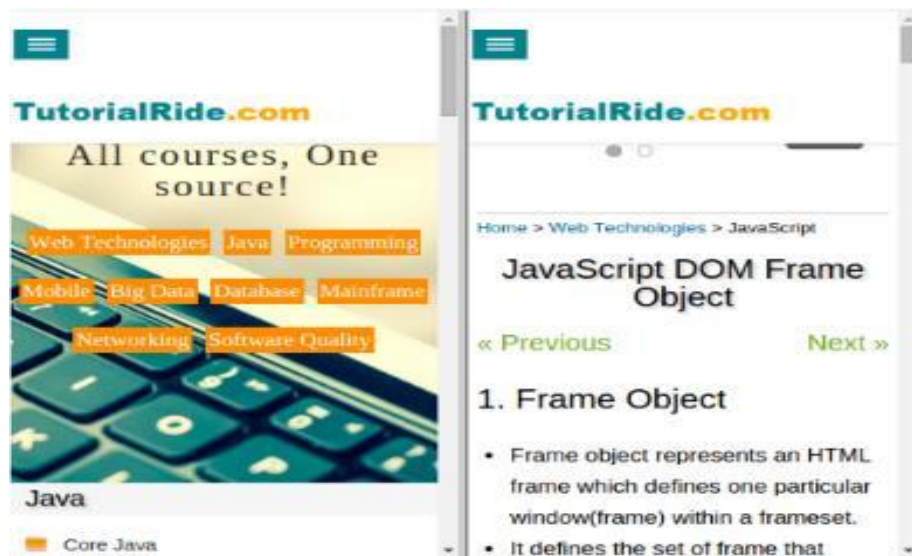 TutorialRide.com
All courses, One
source!
Web Technologies Java Programming
Mobile Big Data Database Mainframe
Networking Software Quality
Java
Core Java
TutorialRide.com
Home > Web Technologies > JavaScript
JavaScript DOM Frame
Object
« Previous Next »
1. Frame Object
• Frame object represents an HTML
frame which defines one particular
window(frame) within a frameset.
• It defines the set of frame that